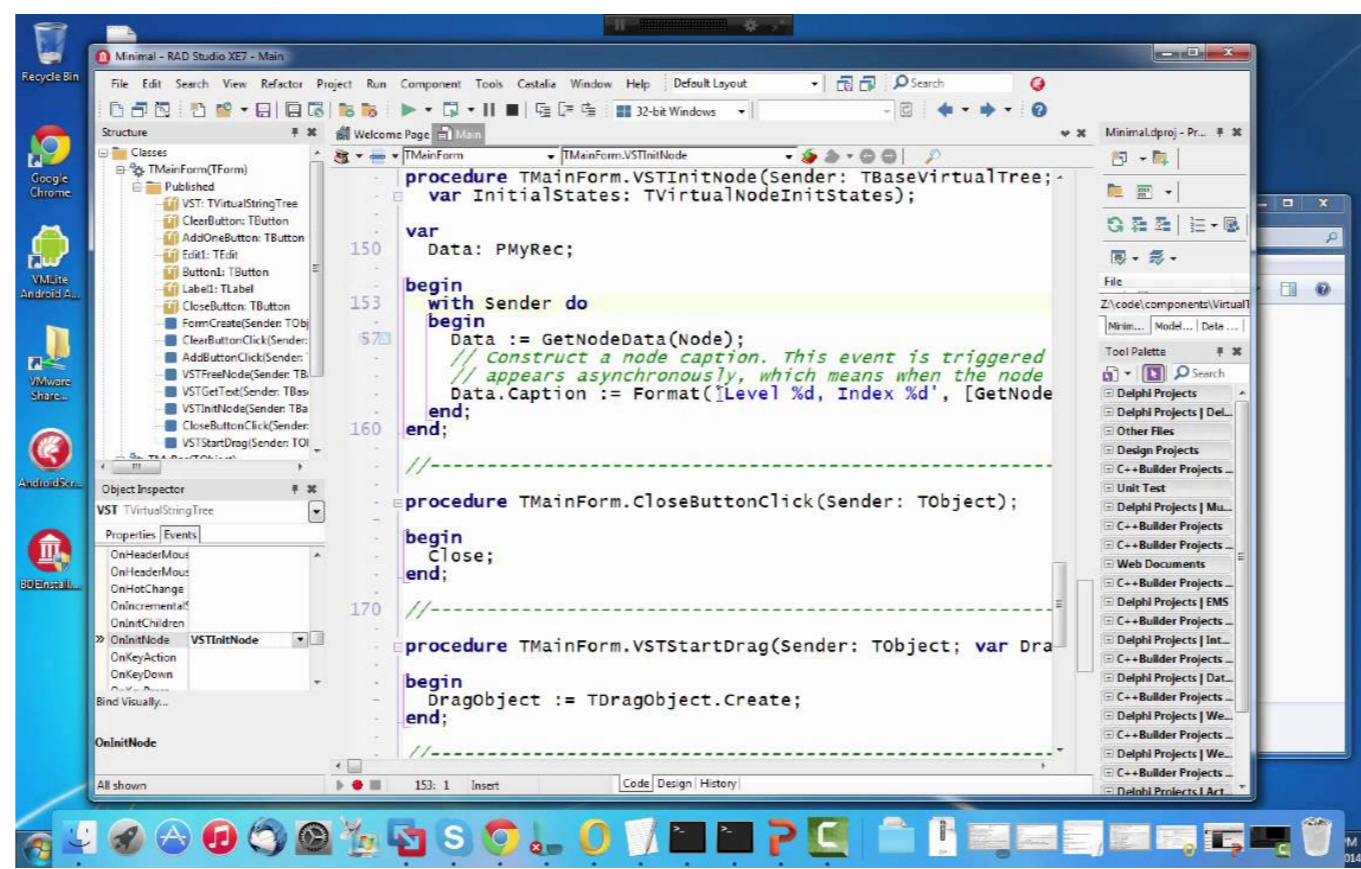 Recycle Bin
Google
Chrome
VMLite
Android A...
VMware
Share...
AndroidScr...
BDEInstall...
Minimal - RAD Studio XE7 - Main
File Edit Search View Refactor Project Run Component Tools Castalia Window Help Default Layout Search
32-bit Windows
Structure
Classes
TMainForm(TForm)
Published
VST: TVirtualStringTree
ClearButton: TButton
AddOneButton: TButton
Edit1: TEdit
Button1: TButton
Label1: TLabel
CloseButton: TButton
FormCreate(Sender: TObj
ClearButtonClick(Sender:
AddButtonClick(Sender:
VSTFreeNode(Sender: TBa
VSTGetText(Sender: TBas
VSTInitNode(Sender: TBa
CloseButtonClick(Sender:
VSTStartDrag(Sender: TOl
Object Inspector
VST TVirtualStringTree
Properties Events
OnHeaderMous
OnHeaderMous
OnHotChange
OnIncrementalS
OnInitChildren
OnInitNode VSTInitNode
OnKeyAction
OnKeyDown
Bind Visually...
OnInitNode
All shown
Welcome Page Main
TMainForm TMainForm.VSTInitNode
procedure TMainForm.VSTInitNode(Sender: TBaseVirtualTree;
var InitialStates: TVirtualNodeInitStates);
var
150 Data: PMyRec;
begin
153 with Sender do
begin
57 Data := GetNodeData(Node);
// Construct a node caption. This event is triggered
// appears asynchronously, which means when the node
Data.Caption := Format('Level %d, Index %d', [GetNode
end;
160 end;
//----------------------------------------------------
procedure TMainForm.CloseButtonClick(Sender: TObject);
begin
Close;
end;
170 //----------------------------------------------------
procedure TMainForm.VSTStartDrag(Sender: TObject; var Dra
begin
DragObject := TDragObject.Create;
end;
//----------------------------------------------------
153: 1 Insert Code Design History
Minimal.dproj - Pr...
File
Z:\code\components\VirtualT
Minim... Model... Data ...
Tool Palette
Search
Delphi Projects
Delphi Projects | Del...
Other Files
Design Projects
C++Builder Projects ...
Unit Test
Delphi Projects | Mu...
C++Builder Projects
C++Builder Projects ...
Web Documents
C++Builder Projects ...
Delphi Projects | EMS
C++Builder Projects ...
Delphi Projects | Int...
C++Builder Projects ...
Delphi Projects | Dat...
C++Builder Projects ...
Delphi Projects | We...
C++Builder Projects ...
Delphi Projects | We...
C++Builder Projects ...
Delphi Projects | Act...